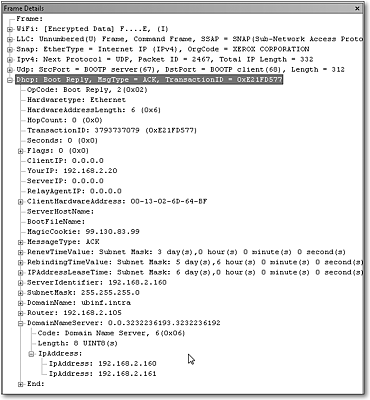 Frame Details
Frame:
WiFi: [Encrypted Data] F....E, (I)
LLC: Unnumbered(U) Frame, Command Frame, SSAP = SNAP(Sub-Network Access Proto
Snap: EtherType = Internet IP (IPv4), OrgCode = XEROX CORPORATION
Ipv4: Next Protocol = UDP, Packet ID = 2467, Total IP Length = 332
Udp: SrcPort = BOOTP server(67), DstPort = BOOTP client(68), Length = 312
Dhcp: Boot Reply, MsgType = ACK, TransactionID = 0xE21FD577
OpCode: Boot Reply, 2(0x02)
Hardwaretype: Ethernet
HardwareAddressLength: 6 (0x6)
HopCount: 0 (0x0)
TransactionID: 3793737079 (0xE21FD577)
Seconds: 0 (0x0)
Flags: 0 (0x0)
ClientIP: 0.0.0.0
YourIP: 192.168.2.20
ServerIP: 0.0.0.0
RelayAgentIP: 0.0.0.0
ClientHardwareAddress: 00-13-02-6D-64-BF
ServerHostName:
BootFileName:
MagicCookie: 99.130.83.99
MessageType: ACK
RenewTimeValue: Subnet Mask: 3 day(s),0 hour(s) 0 minute(s) 0 second(s)
RebindingTimeValue: Subnet Mask: 5 day(s),6 hour(s) 0 minute(s) 0 second(s)
IPAddressLeaseTime: Subnet Mask: 6 day(s),0 hour(s) 0 minute(s) 0 second(s)
ServerIdentifier: 192.168.2.160
SubnetMask: 255.255.255.0
DomainName: ubinf.intra
Router: 192.168.2.105
DomainNameServer: 0.0.3232236193.3232236192
Code: Domain Name Server, 6(0x06)
Length: 8 UINT8(s)
IpAddress:
IpAddress: 192.168.2.160
IpAddress: 192.168.2.161
End: